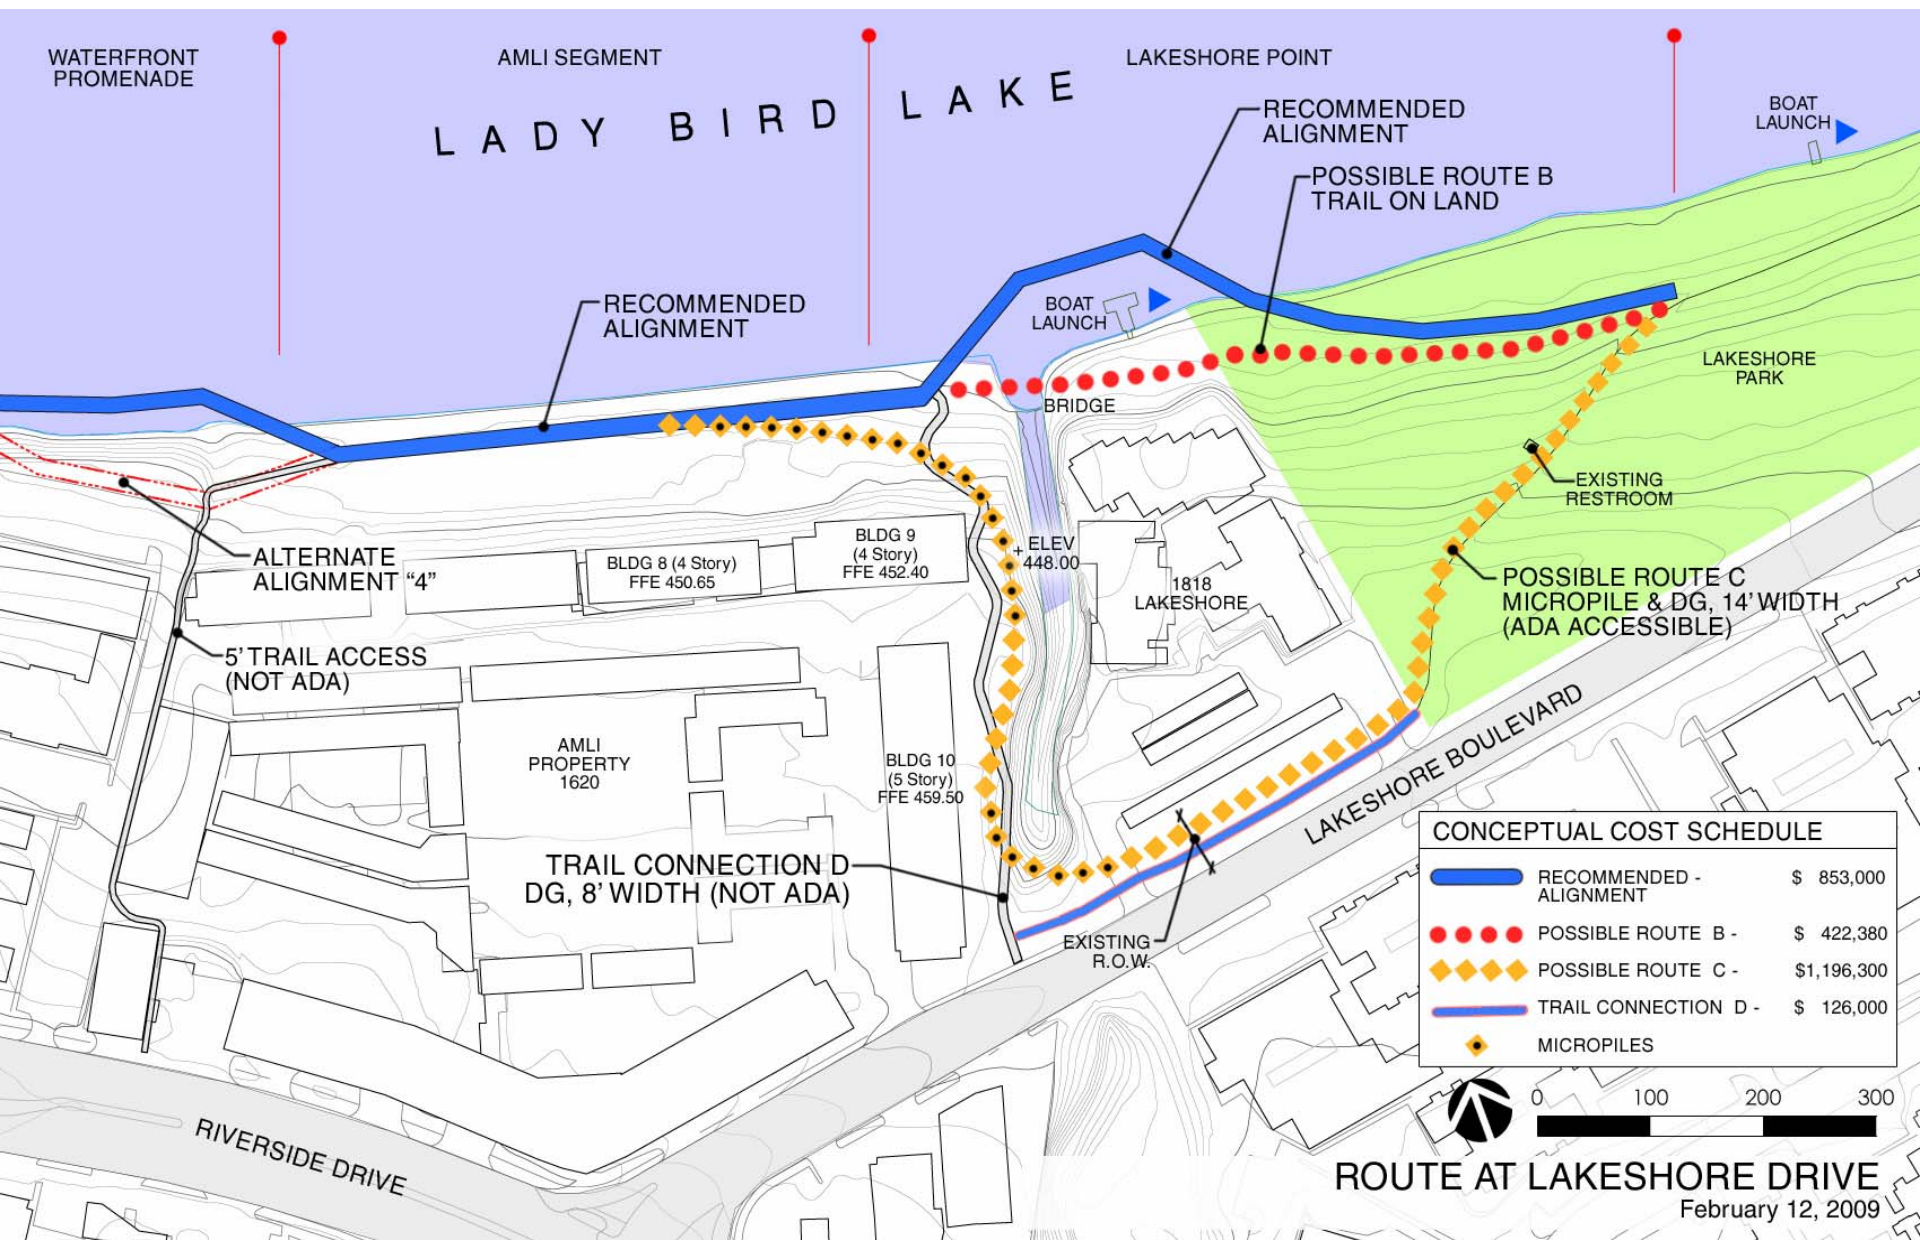 WATERFRONT
PROMENADE
AMLI SEGMENT
LAKESHORE POINT
LADY BIRD LAKE
BOAT
LAUNCH
RECOMMENDED
ALIGNMENT
POSSIBLE ROUTE B
TRAIL ON LAND
RECOMMENDED
ALIGNMENT
BOAT
LAUNCH
LAKESHORE
PARK
BRIDGE
EXISTING
RESTROOM
ALTERNATE
ALIGNMENT “4”
BLDG 8 (4 Story)
FFE 450.65
BLDG 9
(4 Story)
FFE 452.40
+ ELEV
448.00
1818
LAKESHORE
POSSIBLE ROUTE C
MICROPILE & DG, 14’ WIDTH
(ADA ACCESSIBLE)
5’ TRAIL ACCESS
(NOT ADA)
AMLI
PROPERTY
1620
BLDG 10
(5 Story)
FFE 459.50
LAKESHORE BOULEVARD
TRAIL CONNECTION D
DG, 8’ WIDTH (NOT ADA)
EXISTING
R.O.W.
CONCEPTUAL COST SCHEDULE
RECOMMENDED - $ 853,000
ALIGNMENT
POSSIBLE ROUTE B - $ 422,380
POSSIBLE ROUTE C - $1,196,300
TRAIL CONNECTION D - $ 126,000
MICROPILES
0 100 200 300
RIVERSIDE DRIVE
ROUTE AT LAKESHORE DRIVE
February 12, 2009